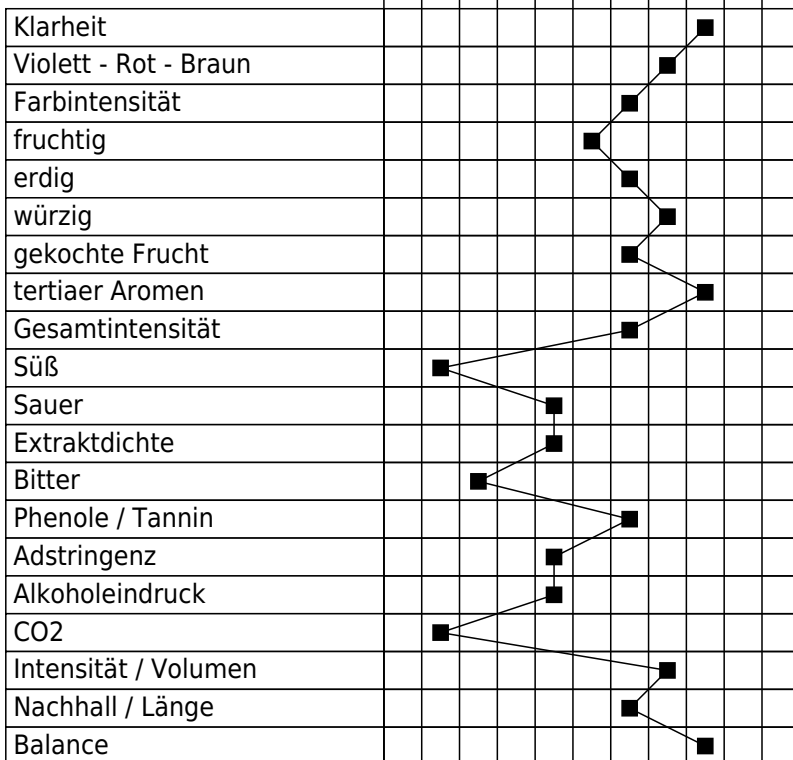 Klarheit
Violett - Rot - Braun
Farbintensität
fruchtig
erdig
würzig
gekochte Frucht
tertiaer Aromen
Gesamtintensität
Süß
Sauer
Extraktdichte
Bitter
Phenole / Tannin
Adstringenz
Alkoholeindruck
CO2
Intensität / Volumen
Nachhall / Länge
Balance